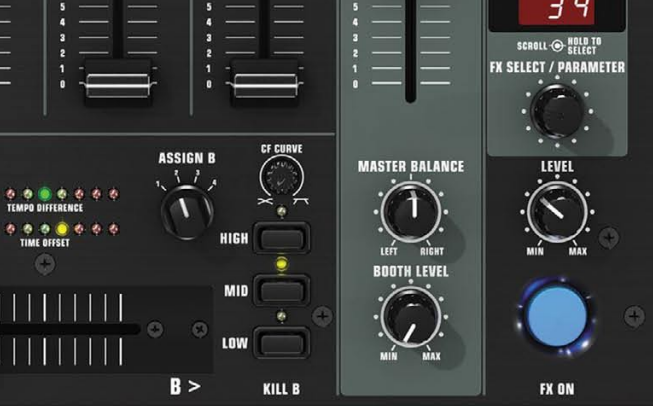 34
5 5 5
4 4 4
3 3 3
2 2 2
1 1 1
0 0 0
SCROLL HOLD TO SELECT
FX SELECT / PARAMETER
ASSIGN B
1 2 3 4
CF CURVE
MASTER BALANCE
LEFT RIGHT
LEVEL
MIN MAX
TEMPO DIFFERENCE
TIME OFFSET
HIGH
MID
LOW
BOOTH LEVEL
MIN MAX
B >
KILL B
FX ON